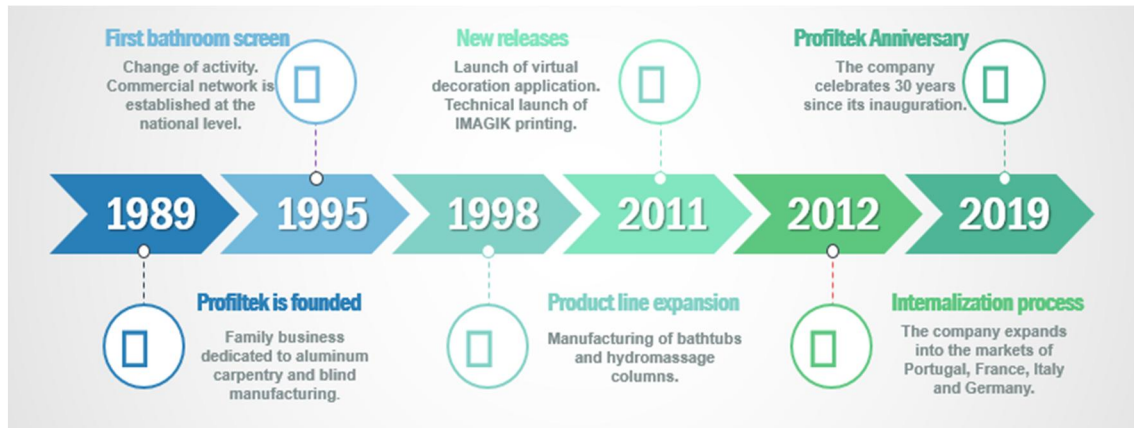 First bathroom screen
Change of activity.
Commercial network is
established at the
national level.
New releases
Launch of virtual
decoration application.
Technical launch of
IMAGIK printing.
Profiltek Anniversary
The company
celebrates 30 years
since its inauguration.
1989
1995
1998
2011
2012
2019
Profiltek is founded
Family business
dedicated to aluminum
carpentry and blind
manufacturing.
Product line expansion
Manufacturing of bathtubs
and hydromassage
columns.
Internalization process
The company expands
into the markets of
Portugal, France, Italy
and Germany.